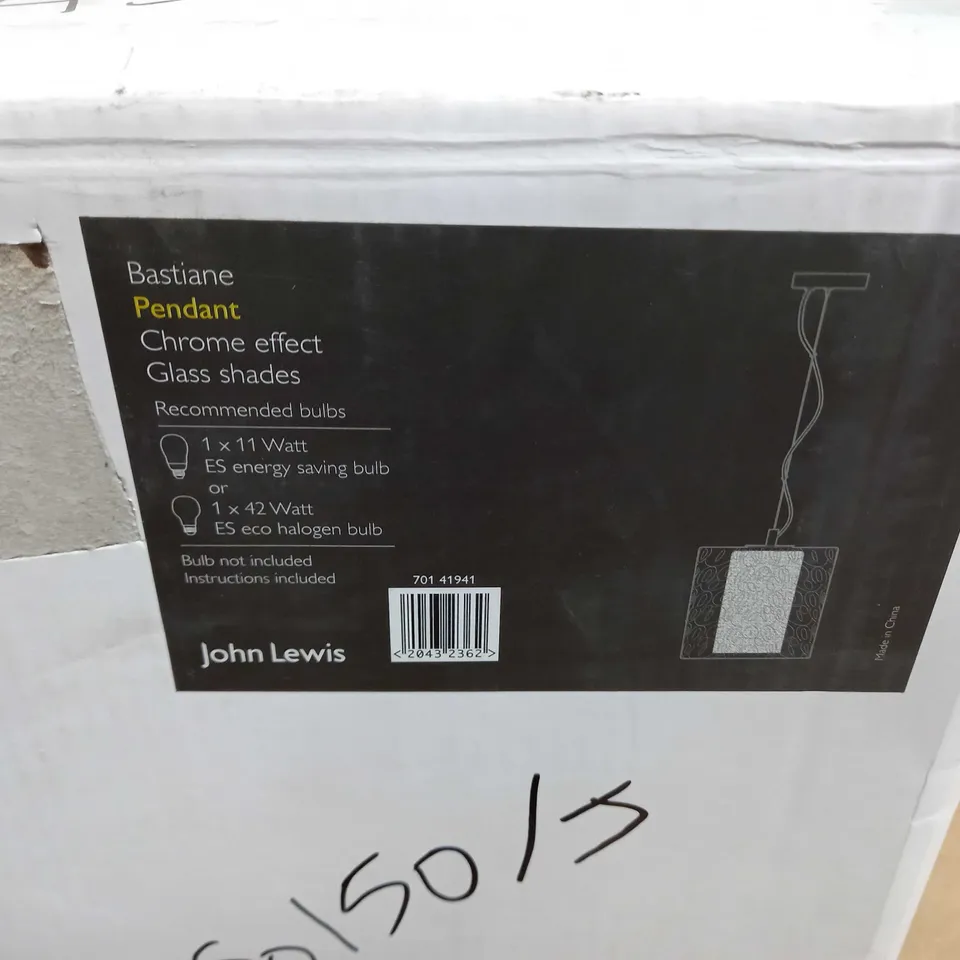 Bastiane
Pendant
Chrome effect
Glass shades
Recommended bulbs
1 x 11 Watt
ES energy saving bulb
or
1 x 42 Watt
ES eco halogen bulb
Bulb not included
Instructions included
701 41941
<2043 2362>
John Lewis
Made in China
50/5